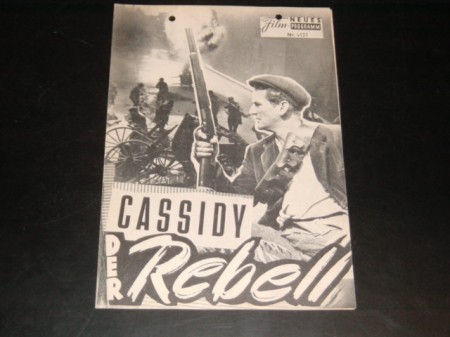 Film
NEUES
PROGRAMM
CASSIDY
DER
Rebell